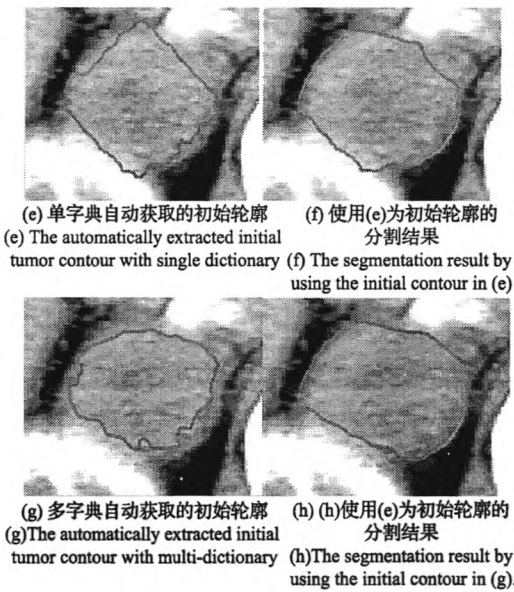 (e) 单字典自动获取的初始轮廓
(e) The automatically extracted initial
tumor contour with single dictionary
(f) 使用(e)为初始轮廓的
分割结果
(f) The segmentation result by
using the initial contour in (e)
(g) 多字典自动获取的初始轮廓
(g)The automatically extracted initial
tumor contour with multi-dictionary
(h) (h)使用(e)为初始轮廓的
分割结果
(h)The segmentation result by
using the initial contour in (g).